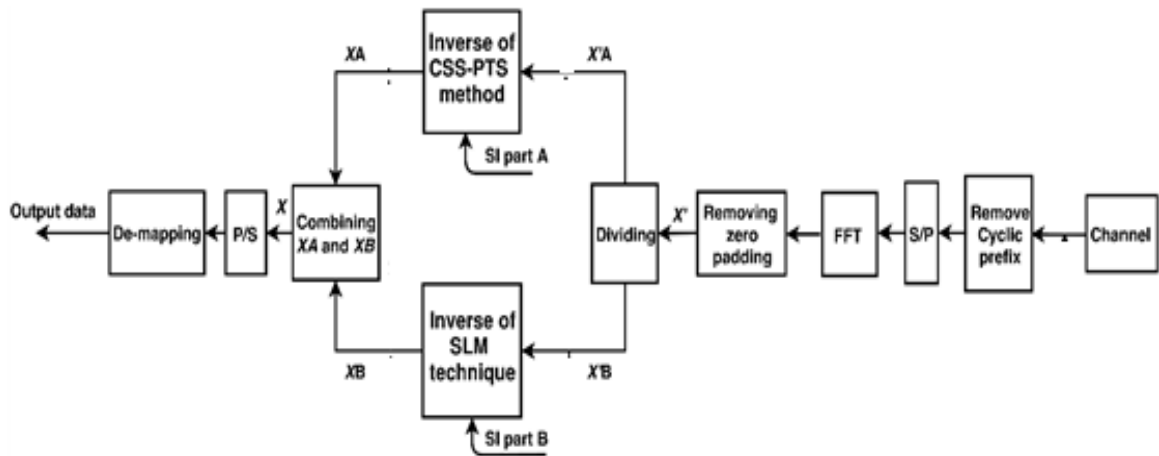 XA
Inverse of
CSS-PTS
method
X'A
SI part A
Output data
De-mapping
P/S
X
Combining
XA and XB
Dividing
X'
Removing
zero
padding
FFT
S/P
Remove
Cyclic
prefix
Channel
XB
Inverse of
SLM
technique
X'B
SI part B